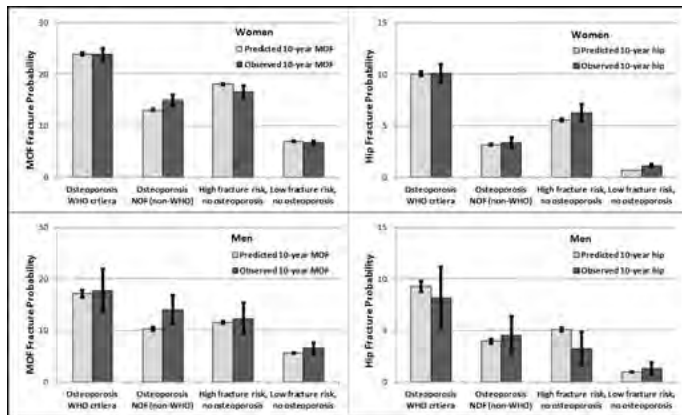 Women
Predicted 10-year MOF
Observed 10-year MOF
MOF Fracture Probability
30
20
10
0
Osteoporosis WHO crtiera
Osteoporosis NOF (non-WHO)
High fracture risk, no osteoporosis
Low fracture risk, no osteoporosis
Women
Predicted 10-year hip
Observed 10-year hip
Hip Fracture Probability
15
10
5
0
Osteoporosis WHO crtiera
Osteoporosis NOF (non-WHO)
High fracture risk, no osteoporosis
Low fracture risk, no osteoporosis
Men
Predicted 10-year MOF
Observed 10-year MOF
MOF Fracture Probability
30
20
10
0
Osteoporosis WHO crtiera
Osteoporosis NOF (non-WHO)
High fracture risk, no osteoporosis
Low fracture risk, no osteoporosis
Men
Predicted 10-year hip
Observed 10-year hip
Hip Fracture Probability
15
10
5
0
Osteoporosis WHO crtiera
Osteoporosis NOF (non-WHO)
High fracture risk, no osteoporosis
Low fracture risk, no osteoporosis